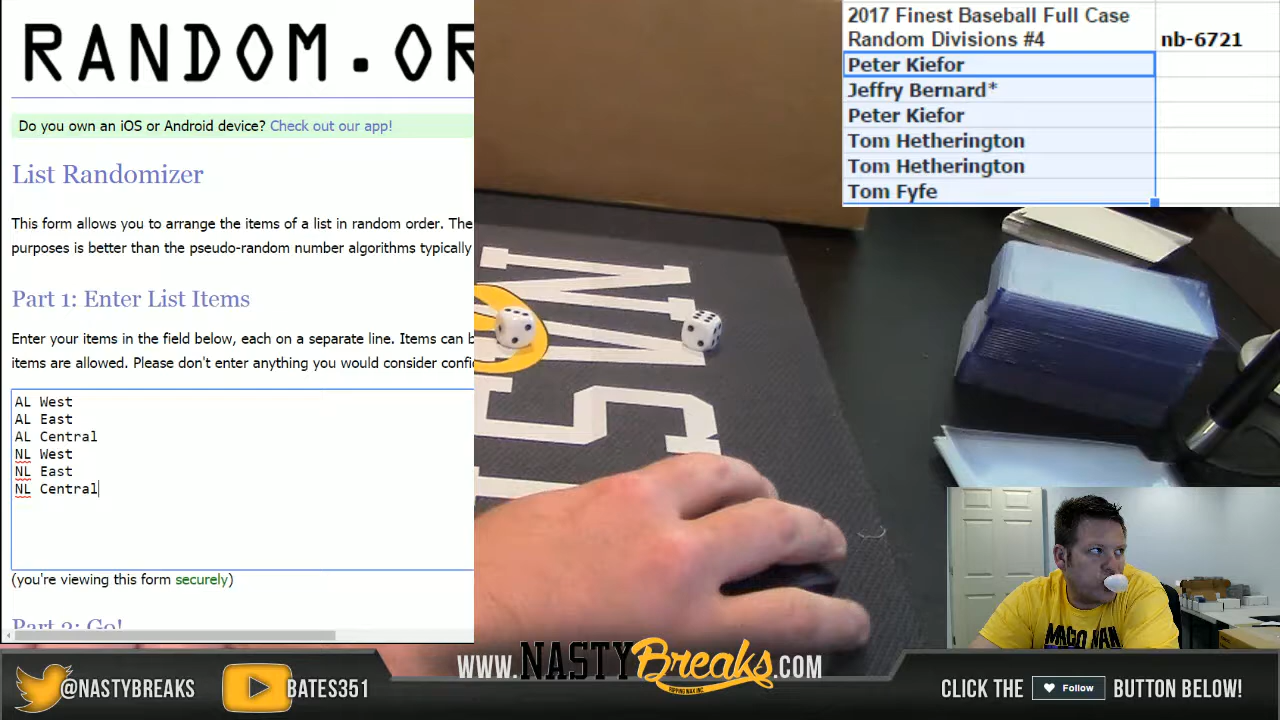 RANDOM.OR
Do you own an iOS or Android device? Check out our app!
List Randomizer
This form allows you to arrange the items of a list in random order. The
purposes is better than the pseudo-random number algorithms typically
Part 1: Enter List Items
Enter your items in the field below, each on a separate line. Items can b
items are allowed. Please don't enter anything you would consider confi
AL West
AL East
AL Central
NL West
NL East
NL Central
(you're viewing this form securely)
Part 2: Go!
2017 Finest Baseball Full Case
Random Divisions #4
nb-6721
Peter Kiefor
Jeffry Bernard*
Peter Kiefor
Tom Hetherington
Tom Hetherington
Tom Fyfe
@NASTYBREAKS
BATES351
WWW.NASTYBreaks.COM
RIPPING WAX INC.
CLICK THE Follow BUTTON BELOW!